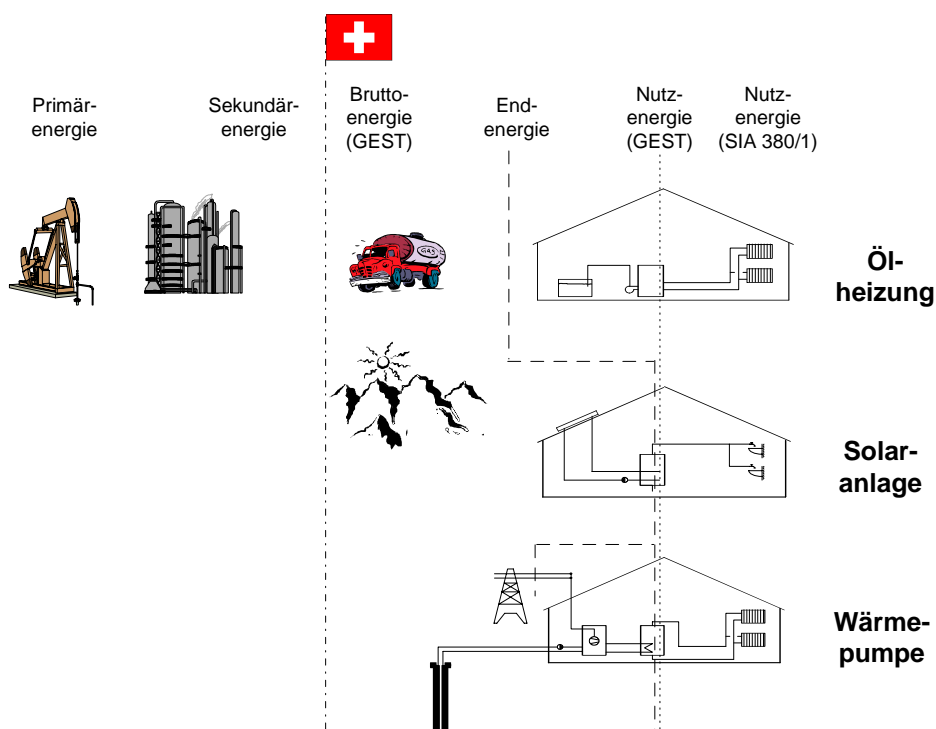 Primär-
energie
Sekundär-
energie
Brutto-
energie
(GEST)
End-
energie
Nutz-
energie
(GEST)
Nutz-
energie
(SIA 380/1)
GAS
Öl-
heizung
Solar-
anlage
Wärme-
pumpe